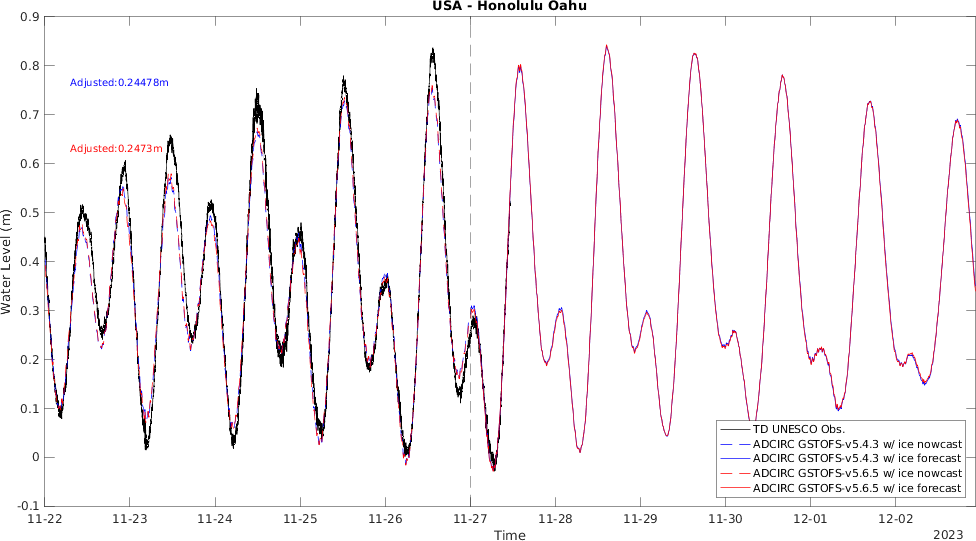 USA - Honolulu Oahu
0.9
0.8
0.7
0.6
0.5
0.4
0.3
0.2
0.1
0
-0.1
Water Level (m)
Adjusted:0.24478m
Adjusted:0.2473m
TD UNESCO Obs.
ADCIRC GSTOFS-v5.4.3 w/ ice nowcast
ADCIRC GSTOFS-v5.4.3 w/ ice forecast
ADCIRC GSTOFS-v5.6.5 w/ ice nowcast
ADCIRC GSTOFS-v5.6.5 w/ ice forecast
11-22 11-23 11-24 11-25 11-26 11-27 11-28 11-29 11-30 12-01 12-02
Time
2023